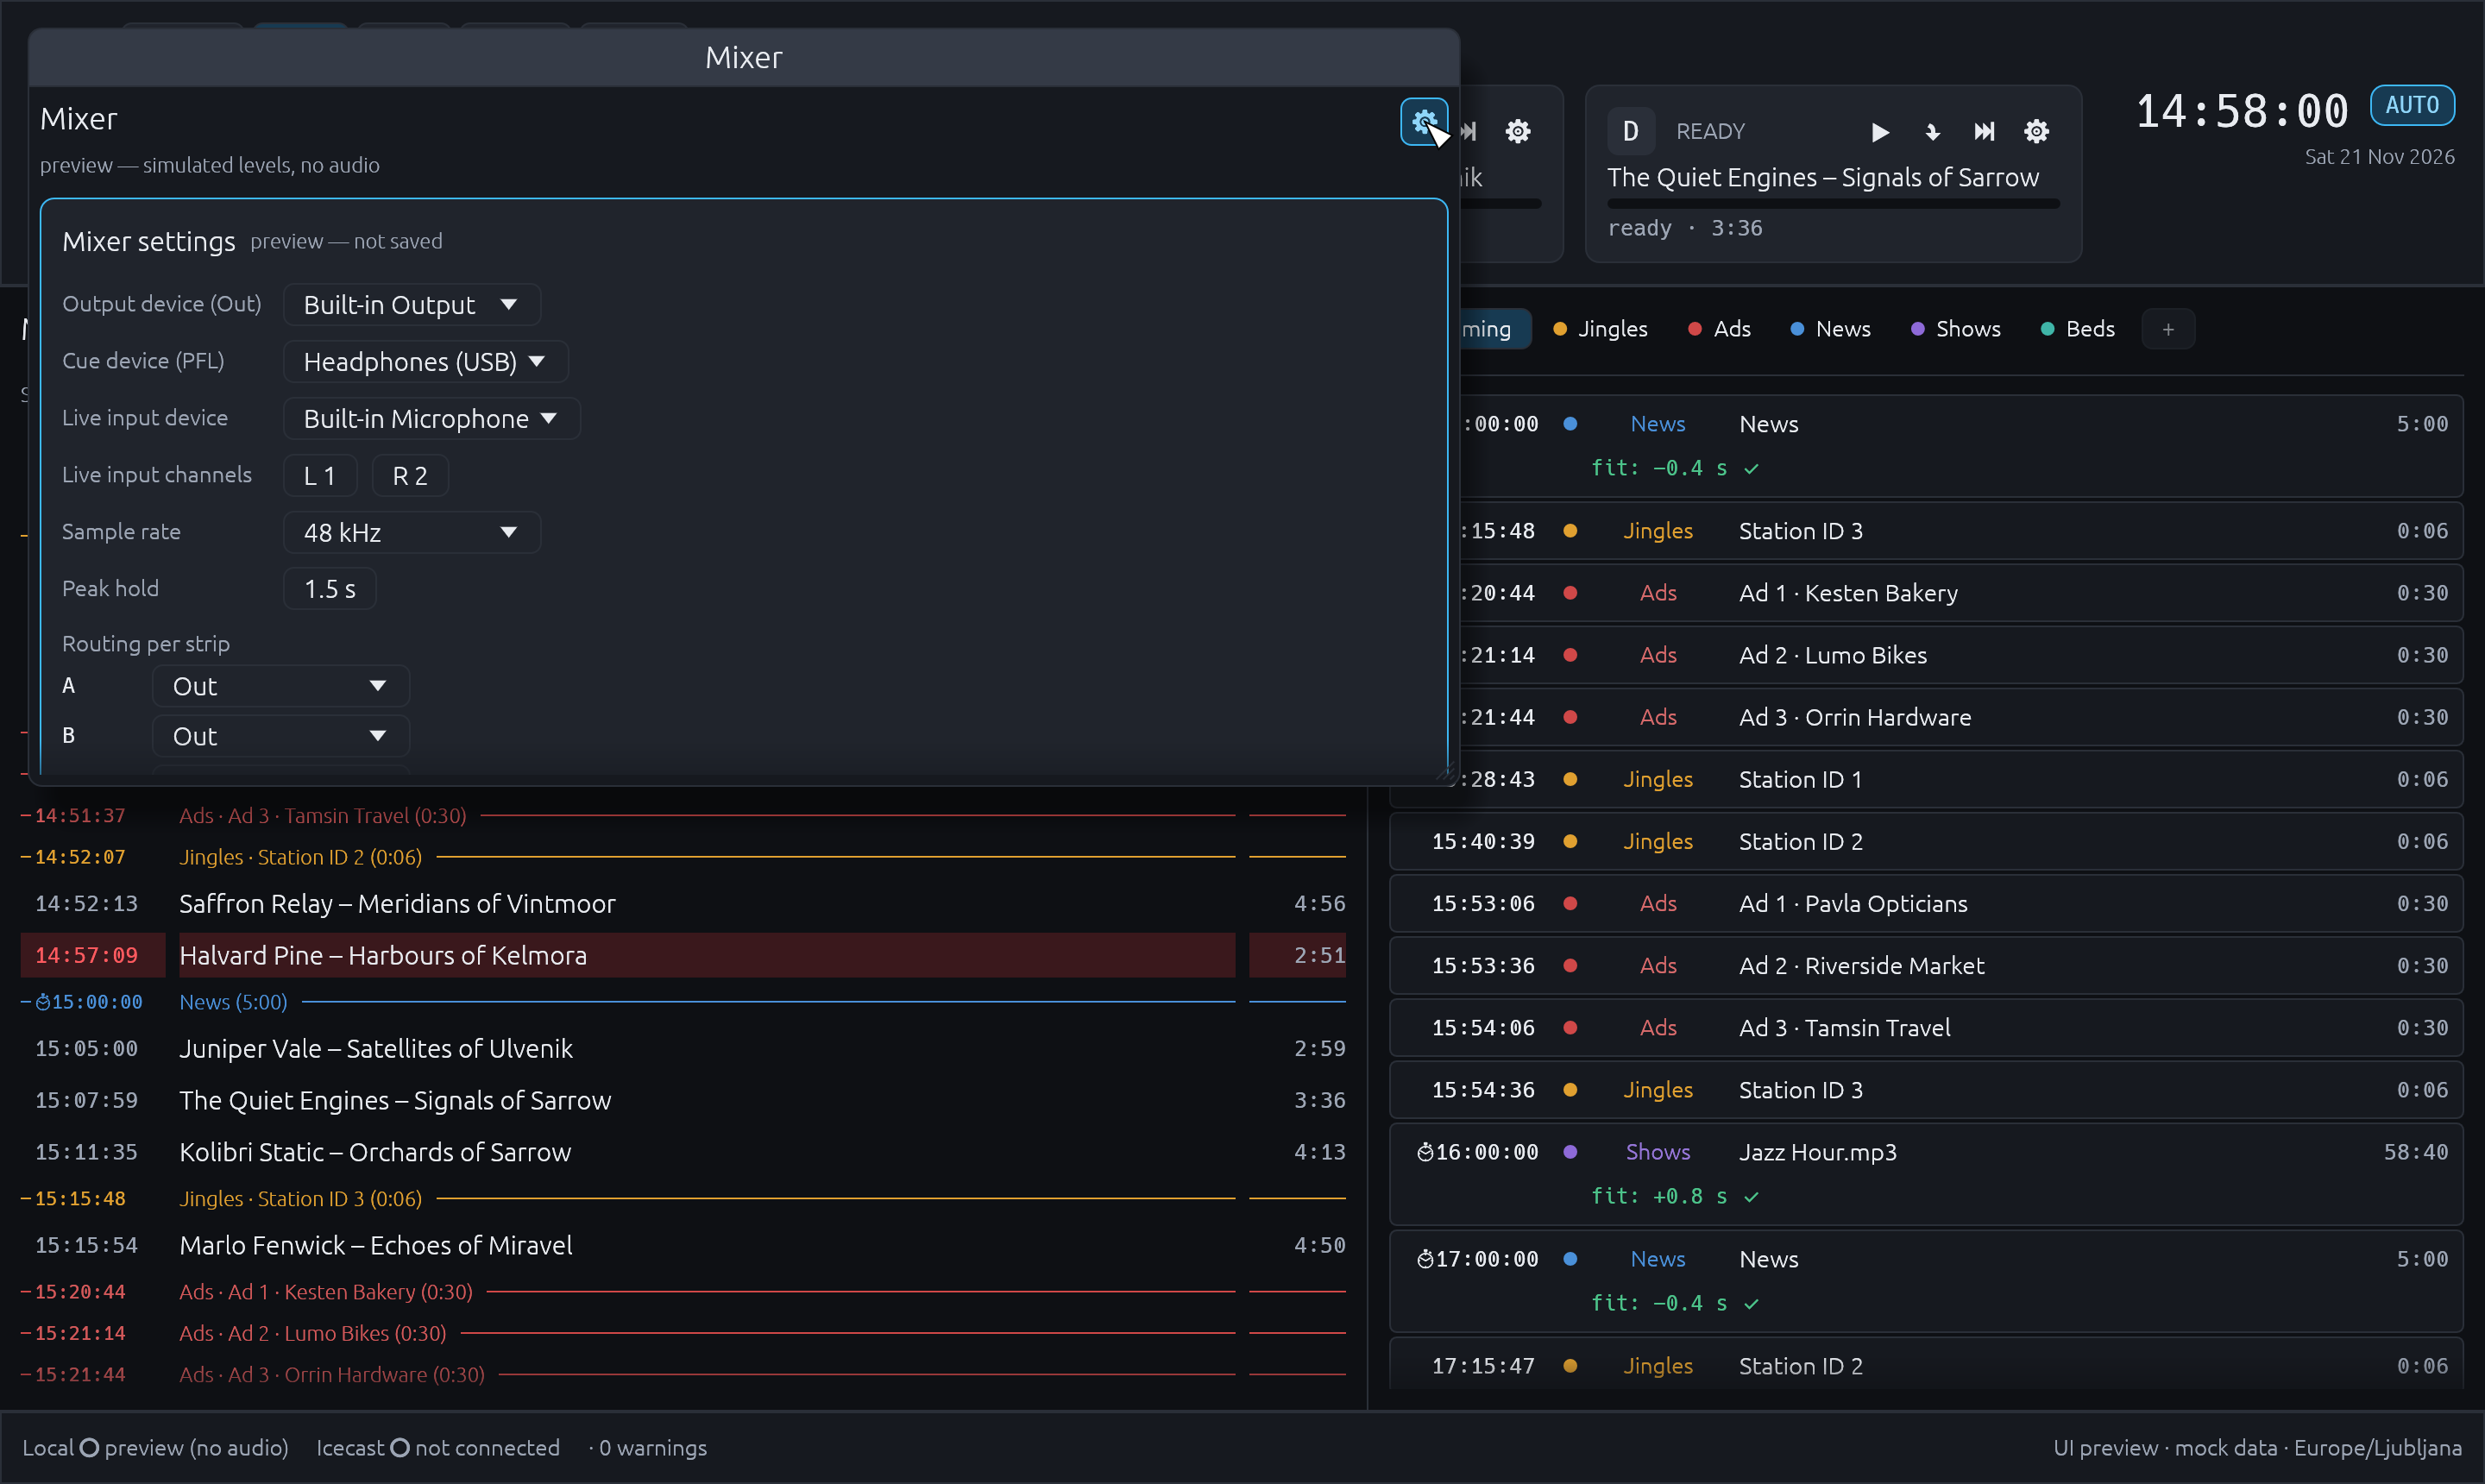 Mixer
Mixer
preview — simulated levels, no audio
Mixer settings preview — not saved
Output device (Out) Built-in Output
Cue device (PFL) Headphones (USB)
Live input device Built-in Microphone
Live input channels L 1 R 2
Sample rate 48 kHz
Peak hold 1.5 s
Routing per strip
A Out
B Out
D READY
The Quiet Engines – Signals of Sarrow
ready · 3:36
14:58:00 AUTO
Sat 21 Nov 2026
Jingles Ads News Shows Beds +
-14:51:37 Ads · Ad 3 · Tamsin Travel (0:30)
-14:52:07 Jingles · Station ID 2 (0:06)
14:52:13 Saffron Relay – Meridians of Vintmoor 4:56
14:57:09 Halvard Pine – Harbours of Kelmora 2:51
-15:00:00 News (5:00)
15:05:00 Juniper Vale – Satellites of Ulvenik 2:59
15:07:59 The Quiet Engines – Signals of Sarrow 3:36
15:11:35 Kolibri Static – Orchards of Sarrow 4:13
-15:15:48 Jingles · Station ID 3 (0:06)
15:15:54 Marlo Fenwick – Echoes of Miravel 4:50
-15:20:44 Ads · Ad 1 · Kesten Bakery (0:30)
-15:21:14 Ads · Ad 2 · Lumo Bikes (0:30)
-15:21:44 Ads · Ad 3 · Orrin Hardware (0:30)
:00:00 News News 5:00
fit: −0.4 s ✓
:15:48 Jingles Station ID 3 0:06
:20:44 Ads Ad 1 · Kesten Bakery 0:30
:21:14 Ads Ad 2 · Lumo Bikes 0:30
:21:44 Ads Ad 3 · Orrin Hardware 0:30
:28:43 Jingles Station ID 1 0:06
15:40:39 Jingles Station ID 2 0:06
15:53:06 Ads Ad 1 · Pavla Opticians 0:30
15:53:36 Ads Ad 2 · Riverside Market 0:30
15:54:06 Ads Ad 3 · Tamsin Travel 0:30
15:54:36 Jingles Station ID 3 0:06
16:00:00 Shows Jazz Hour.mp3 58:40
fit: +0.8 s ✓
17:00:00 News News 5:00
fit: −0.4 s ✓
17:15:47 Jingles Station ID 2 0:06
Local preview (no audio) Icecast not connected · 0 warnings
UI preview · mock data · Europe/Ljubljana